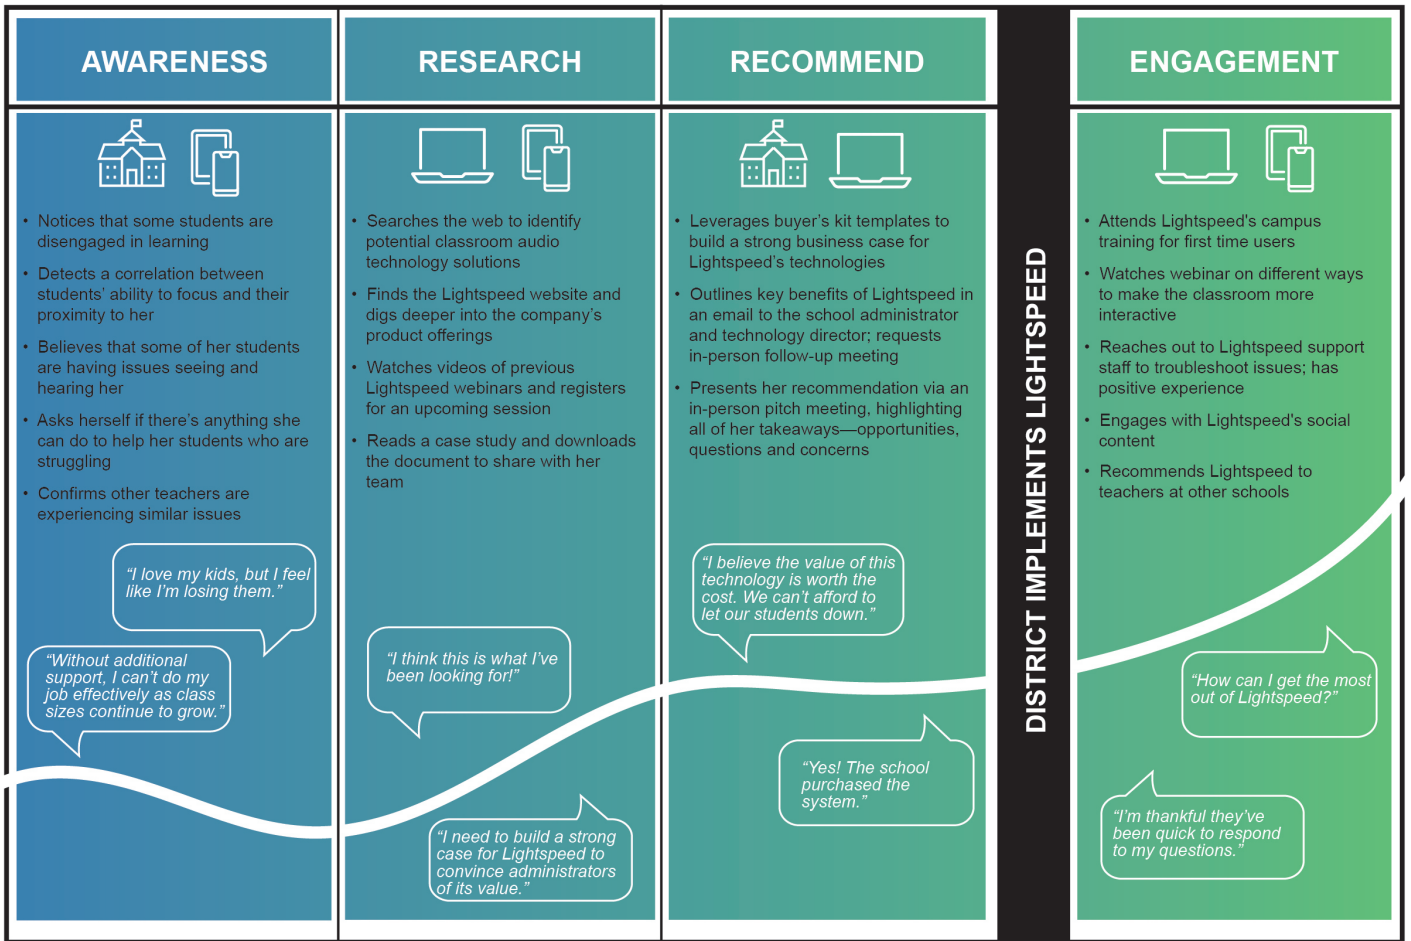 AWARENESS
• Notices that some students are
disengaged in learning
• Detects a correlation between
students’ ability to focus and their
proximity to her
• Believes that some of her students
are having issues seeing and
hearing her
• Asks herself if there’s anything she
can do to help her students who are
struggling
• Confirms other teachers are
experiencing similar issues
“I love my kids, but I feel
like I’m losing them.”
“Without additional
support, I can’t do my
job effectively as class
sizes continue to grow.”
RESEARCH
• Searches the web to identify
potential classroom audio
technology solutions
• Finds the Lightspeed website and
digs deeper into the company’s
product offerings
• Watches videos of previous
Lightspeed webinars and registers
for an upcoming session
• Reads a case study and downloads
the document to share with her
team
“I think this is what I’ve
been looking for!”
“I need to build a strong
case for Lightspeed to
convince administrators
of its value.”
RECOMMEND
• Leverages buyer’s kit templates to
build a strong business case for
Lightspeed’s technologies
• Outlines key benefits of Lightspeed in
an email to the school administrator
and technology director; requests
in-person follow-up meeting
• Presents her recommendation via an
in-person pitch meeting, highlighting
all of her takeaways—opportunities,
questions and concerns
“I believe the value of this
technology is worth the
cost. We can’t afford to
let our students down.”
“Yes! The school
purchased the
system.”
DISTRICT IMPLEMENTS LIGHTSPEED
ENGAGEMENT
• Attends Lightspeed's campus
training for first time users
• Watches webinar on different ways
to make the classroom more
interactive
• Reaches out to Lightspeed support
staff to troubleshoot issues; has
positive experience
• Engages with Lightspeed's social
content
• Recommends Lightspeed to
teachers at other schools
“How can I get the most
out of Lightspeed?”
“I’m thankful they’ve
been quick to respond
to my questions.”